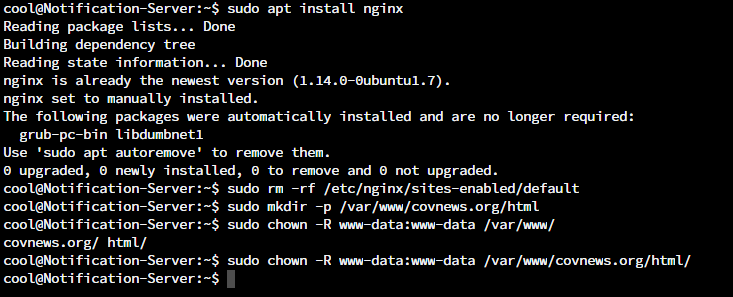 cool@Notification-Server:~$ sudo apt install nginx
Reading package lists... Done
Building dependency tree
Reading state information... Done
nginx is already the newest version (1.14.0-0ubuntu1.7).
nginx set to manually installed.
The following packages were automatically installed and are no longer required:
  grub-pc-bin libdumbnet1
Use 'sudo apt autoremove' to remove them.
0 upgraded, 0 newly installed, 0 to remove and 0 not upgraded.
cool@Notification-Server:~$ sudo rm -rf /etc/nginx/sites-enabled/default
cool@Notification-Server:~$ sudo mkdir -p /var/www/covnews.org/html
cool@Notification-Server:~$ sudo chown -R www-data:www-data /var/www/
covnews.org/ html/
cool@Notification-Server:~$ sudo chown -R www-data:www-data /var/www/covnews.org/html/
cool@Notification-Server:~$